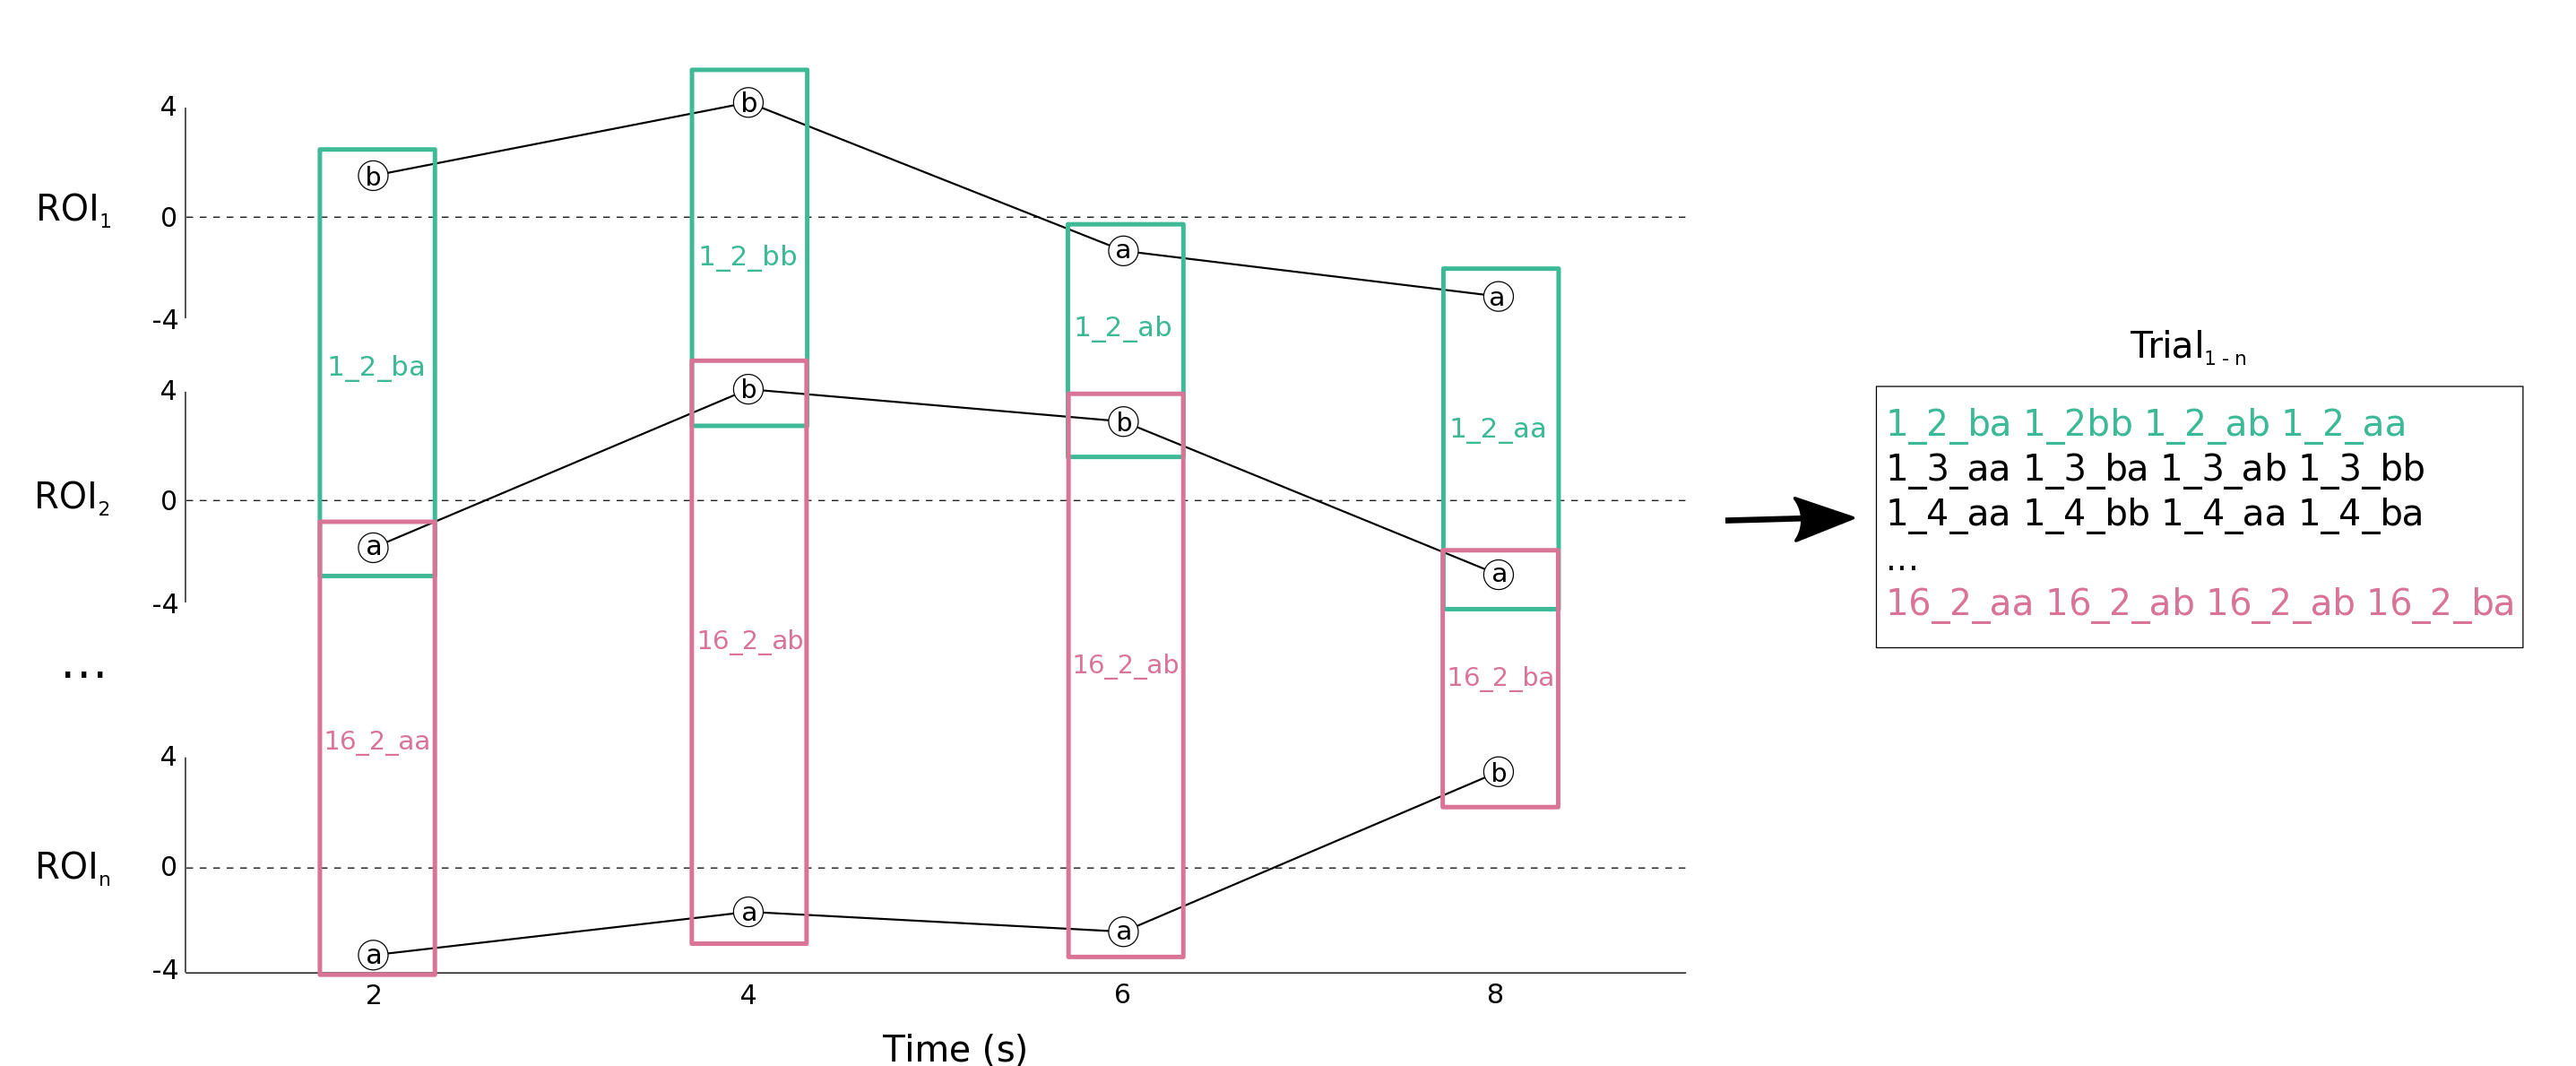 4
b
b
ROI1
0
1_2_bb
a
-4
1_2_ab
a
1_2_ba
4
b
b
1_2_aa
ROI2
0
a
a
-4
...
16_2_ab
16_2_ab
16_2_ba
16_2_aa
4
b
ROIn
0
a
a
a
-4
2 4 6 8
Time (s)
Trial1 - n
1_2_ba 1_2bb 1_2_ab 1_2_aa
1_3_aa 1_3_ba 1_3_ab 1_3_bb
1_4_aa 1_4_bb 1_4_aa 1_4_ba
...
16_2_aa 16_2_ab 16_2_ab 16_2_ba